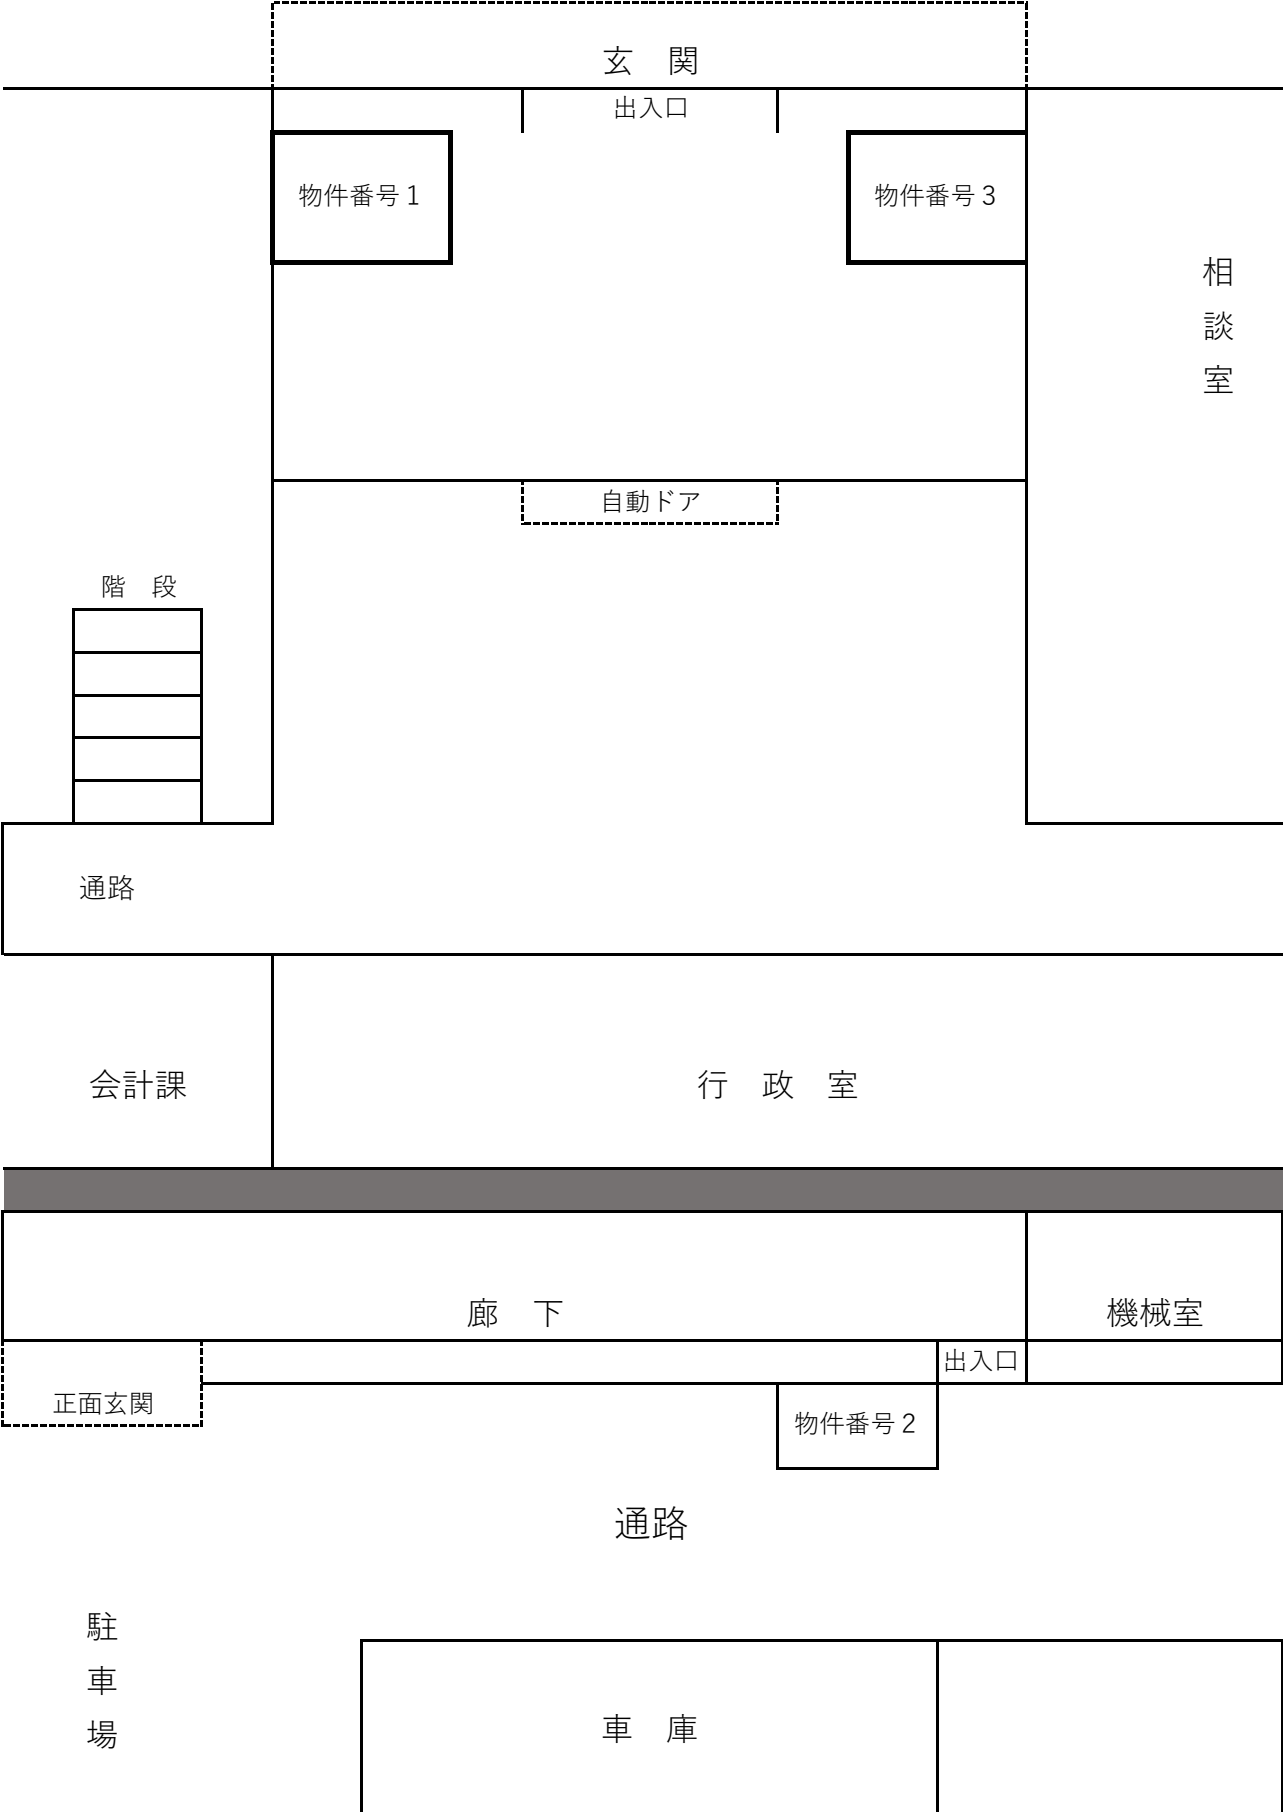 玄　関
出入口
物件番号１
物件番号３
相談室
自動ドア
階　段
通路
会計課
行　政　室
廊　下
機械室
出入口
正面玄関
物件番号２
通路
駐車場
車　庫